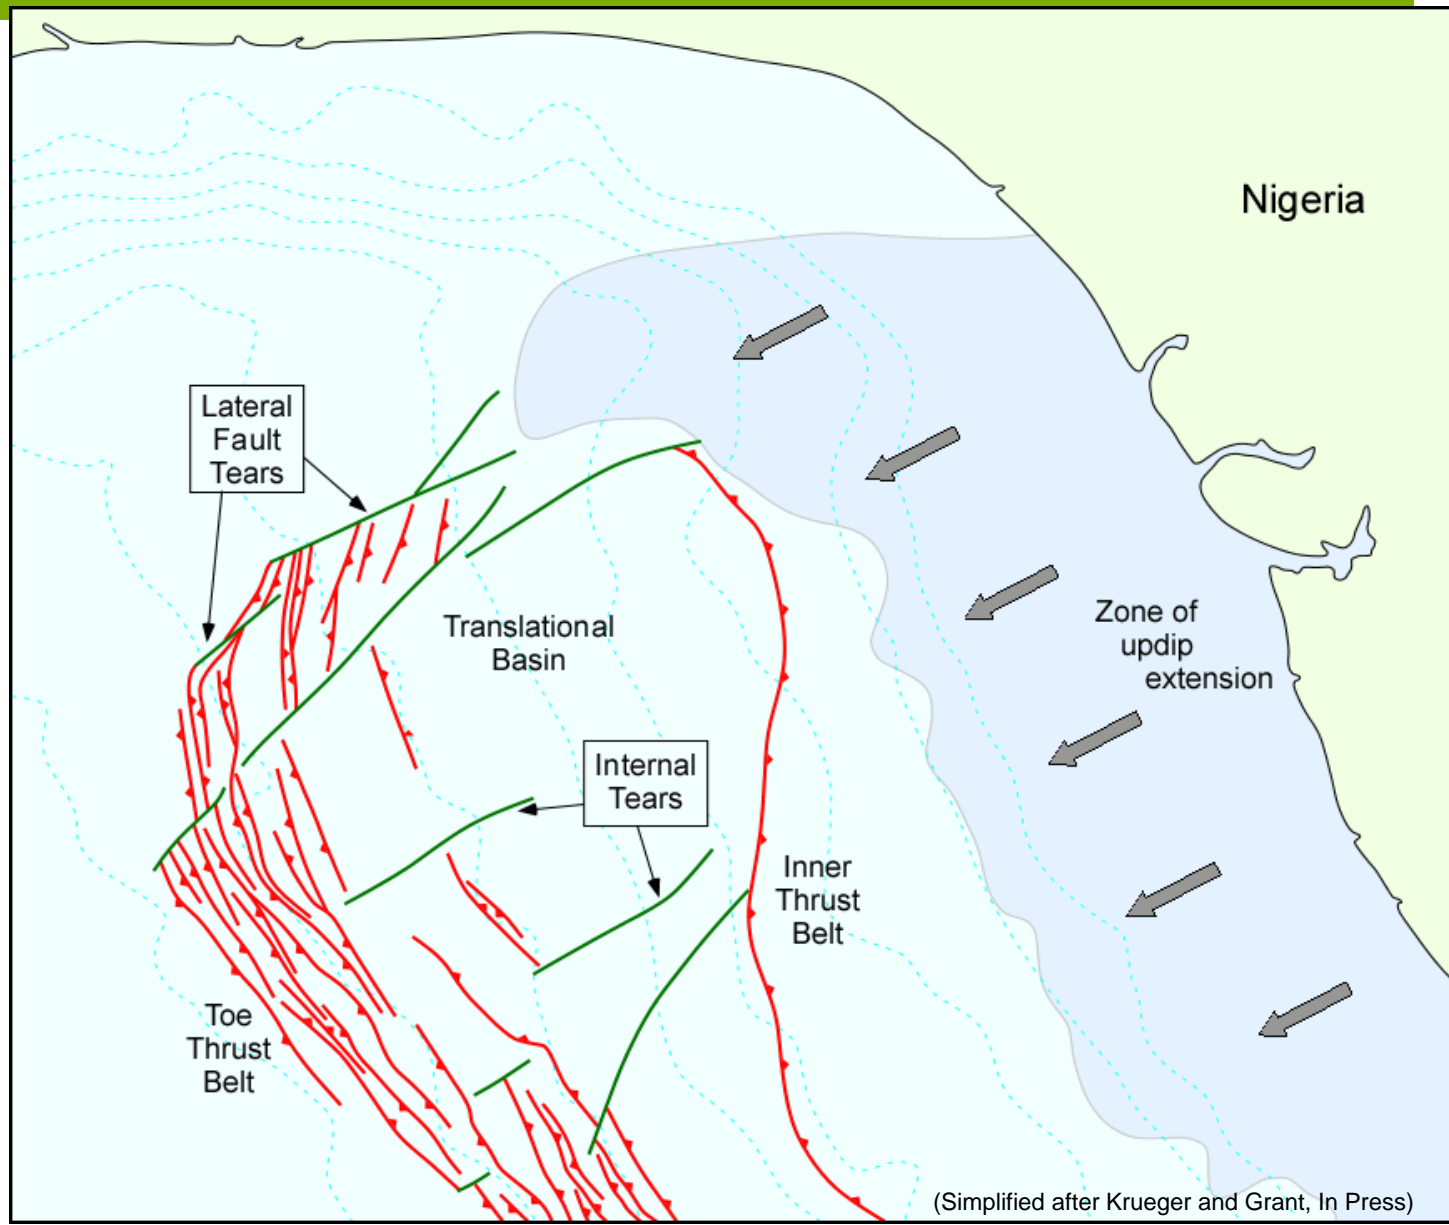 Nigeria
Lateral
Fault
Tears
Zone of
updip
extension
Translational
Basin
Internal
Tears
Inner
Thrust
Belt
Toe
Thrust
Belt
(Simplified after Krueger and Grant, In Press)